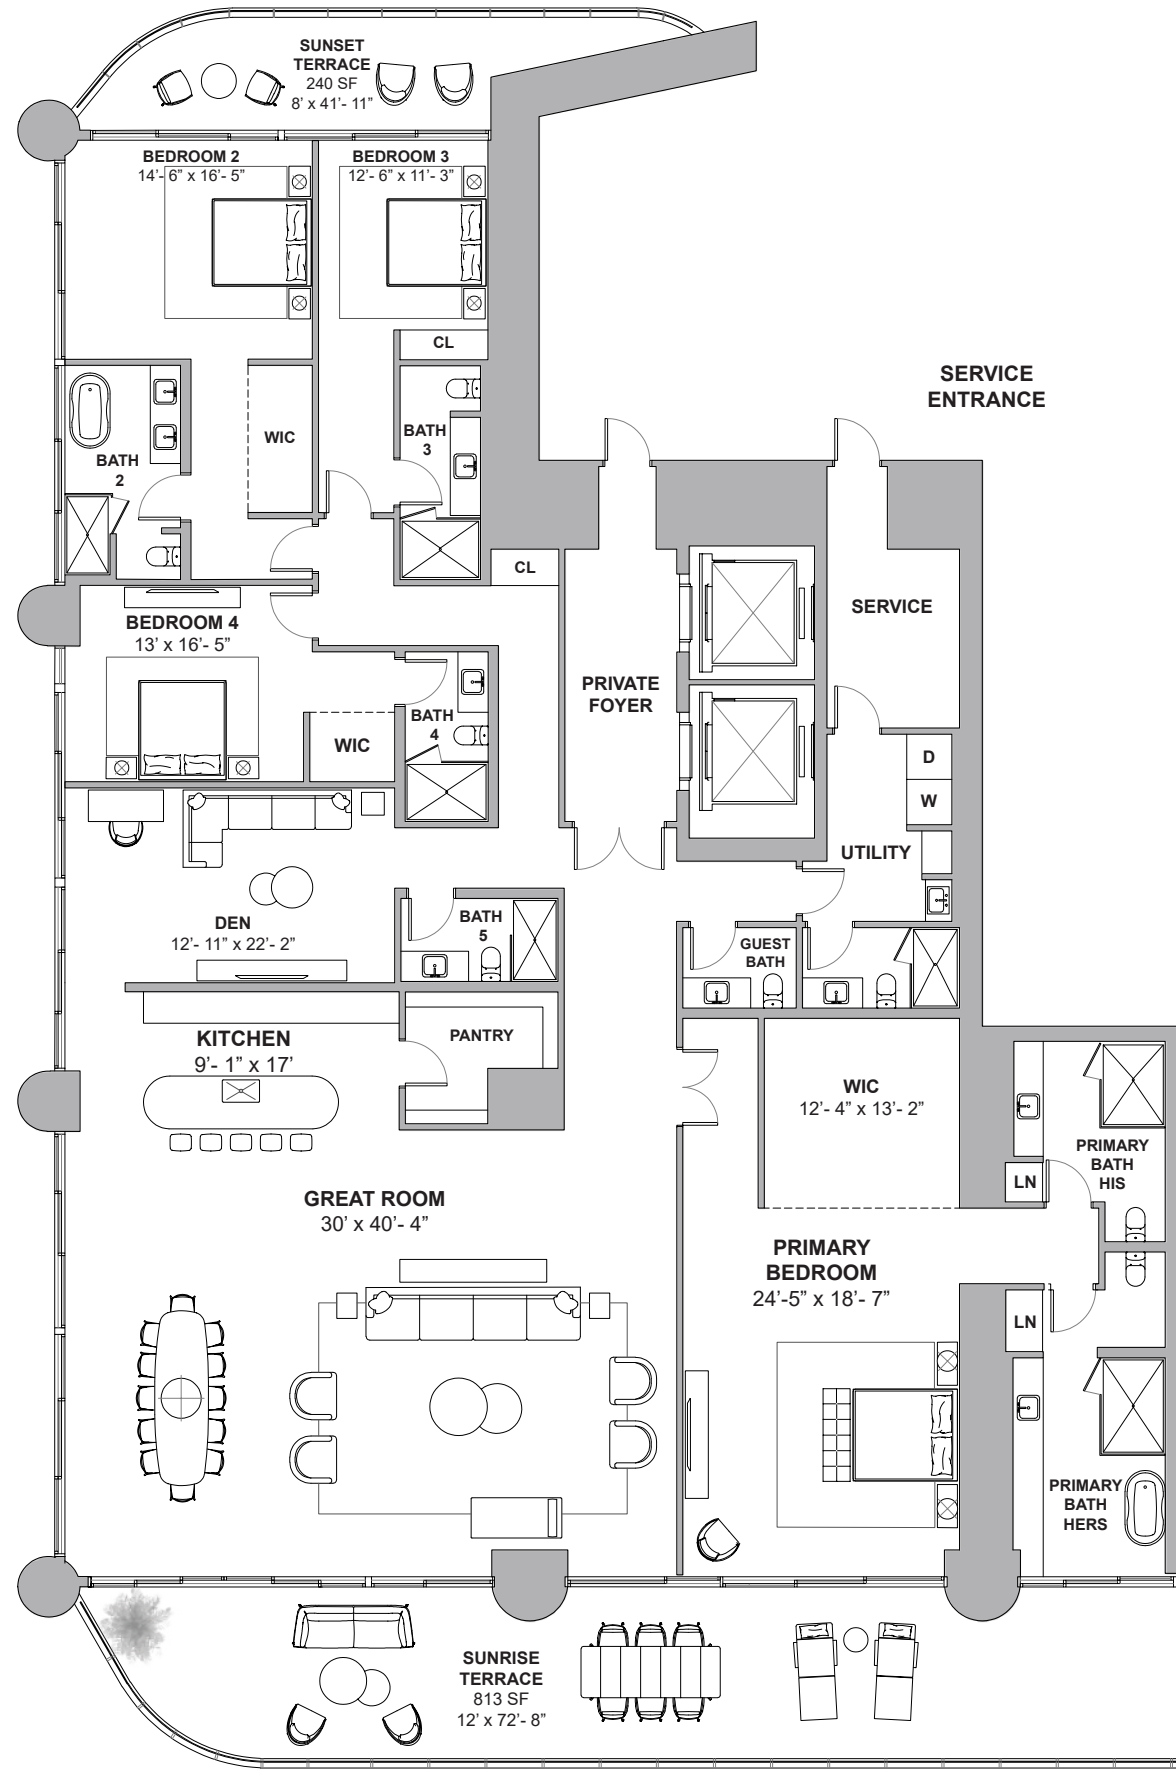 SUNSET
TERRACE
240 SF
8’ x 41’- 11”
BEDROOM 2
14’- 6” x 16’- 5”
BEDROOM 3
12’- 6” x 11’- 3”
CL
SERVICE
ENTRANCE
WIC
BATH
3
BATH
2
CL
SERVICE
BEDROOM 4
13’ x 16’- 5”
PRIVATE
FOYER
BATH
4
WIC
D
W
UTILITY
DEN
12’- 11” x 22’- 2”
BATH
5
GUEST
BATH
KITCHEN
9’- 1” x 17’
PANTRY
WIC
12’- 4” x 13’- 2”
PRIMARY
BATH
HIS
LN
GREAT ROOM
30’ x 40’- 4”
PRIMARY
BEDROOM
24’-5” x 18’- 7”
LN
PRIMARY
BATH
HERS
SUNRISE
TERRACE
813 SF
12’ x 72’- 8”